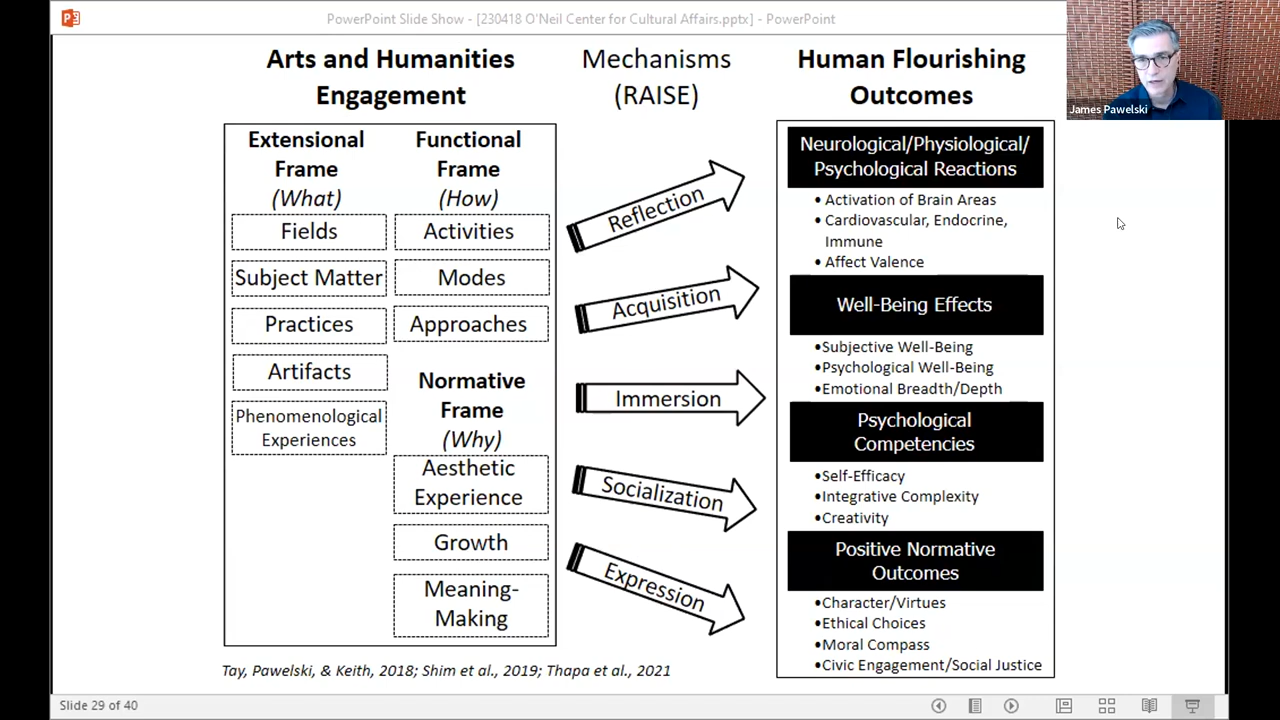 PowerPoint Slide Show - [230418 O'Neil Center for Cultural Affairs.pptx] - PowerPoint
James Pawelski
Arts and Humanities
Engagement
Extensional
Frame
(What)
Fields
Subject Matter
Practices
Artifacts
Phenomenological
Experiences
Functional
Frame
(How)
Activities
Modes
Approaches
Normative
Frame
(Why)
Aesthetic
Experience
Growth
Meaning-
Making
Mechanisms
(RAISE)
Reflection
Acquisition
Immersion
Socialization
Expression
Human Flourishing
Outcomes
Neurological/Physiological/
Psychological Reactions
• Activation of Brain Areas
• Cardiovascular, Endocrine,
Immune
• Affect Valence
Well-Being Effects
•Subjective Well-Being
•Psychological Well-Being
•Emotional Breadth/Depth
Psychological
Competencies
•Self-Efficacy
•Integrative Complexity
•Creativity
Positive Normative
Outcomes
•Character/Virtues
•Ethical Choices
•Moral Compass
•Civic Engagement/Social Justice
Tay, Pawelski, & Keith, 2018; Shim et al., 2019; Thapa et al., 2021
Slide 29 of 40